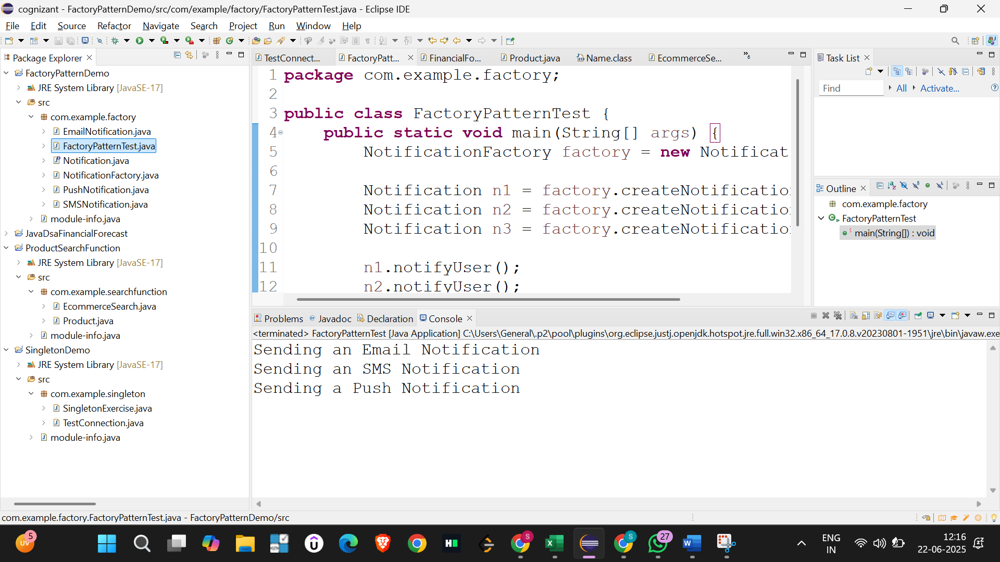 cognizant - FactoryPatternDemo/src/com/example/factory/FactoryPatternTest.java - Eclipse IDE
File Edit Source Refactor Navigate Search Project Run Window Help
Package Explorer
FactoryPatternDemo
JRE System Library [JavaSE-17]
src
com.example.factory
EmailNotification.java
FactoryPatternTest.java
Notification.java
NotificationFactory.java
PushNotification.java
SMSNotification.java
module-info.java
JavaDsaFinancialForecast
ProductSearchFunction
JRE System Library [JavaSE-17]
src
com.example.searchfunction
EcommerceSearch.java
Product.java
module-info.java
SingletonDemo
JRE System Library [JavaSE-17]
src
com.example.singleton
SingletonExercise.java
TestConnection.java
module-info.java
TestConnect... FactoryPatt... FinancialFo... Product.java Name.class EcommerceSe... »6
1 package com.example.factory;
2
3 public class FactoryPatternTest {
4 public static void main(String[] args) {
5 NotificationFactory factory = new Notificat
6
7 Notification n1 = factory.createNotificatio
8 Notification n2 = factory.createNotificatio
9 Notification n3 = factory.createNotificatio
10
11 n1.notifyUser();
12 n2.notifyUser();
Task List
Find All Activate...
Outline
com.example.factory
FactoryPatternTest
main(String[]) : void
Problems Javadoc Declaration Console
<terminated> FactoryPatternTest [Java Application] C:\Users\General\.p2\pool\plugins\org.eclipse.justj.openjdk.hotspot.jre.full.win32.x86_64_17.0.8.v20230801-1951\jre\bin\javaw.exe
Sending an Email Notification
Sending an SMS Notification
Sending a Push Notification
com.example.factory.FactoryPatternTest.java - FactoryPatternDemo/src
UV 5
S
S
27
ENG
IN
12:16
22-06-2025